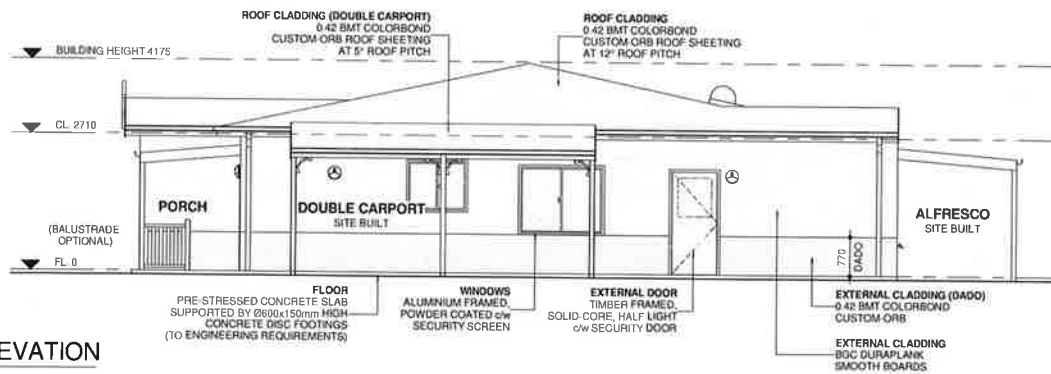 ROOF CLADDING (DOUBLE CARPORT)
0.42 BMT COLORBOND
CUSTOM-ORB ROOF SHEETING
AT 5° ROOF PITCH
ROOF CLADDING
0.42 BMT COLORBOND
CUSTOM-ORB ROOF SHEETING
AT 12° ROOF PITCH
BUILDING HEIGHT 4175
CL. 2710
PORCH
DOUBLE CARPORT
SITE BUILT
ALFRESCO
SITE BUILT
(BALUSTRADE
OPTIONAL)
770
DADO
FL. 0
FLOOR
PRE-STRESSED CONCRETE SLAB
SUPPORTED BY Ø600x150mm HIGH
CONCRETE DISC FOOTINGS
(TO ENGINEERING REQUIREMENTS)
WINDOWS
ALUMINIUM FRAMED,
POWDER COATED c/w
SECURITY SCREEN
EXTERNAL DOOR
TIMBER FRAMED,
SOLID-CORE, HALF LIGHT
c/w SECURITY DOOR
EXTERNAL CLADDING (DADO)
0.42 BMT COLORBOND
CUSTOM-ORB
EXTERNAL CLADDING
BGC DURAPLANK
SMOOTH BOARDS
EVATION